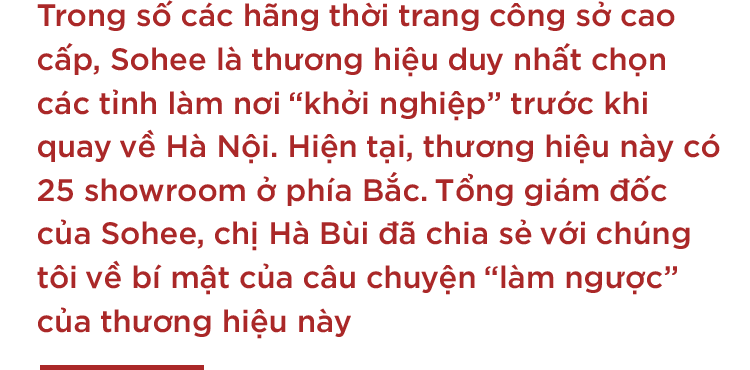 Trong số các hãng thời trang công sở cao
cấp, Sohee là thương hiệu duy nhất chọn
các tỉnh làm nơi “khởi nghiệp” trước khi
quay về Hà Nội. Hiện tại, thương hiệu này có
25 showroom ở phía Bắc. Tổng giám đốc
của Sohee, chị Hà Bùi đã chia sẻ với chúng
tôi về bí mật của câu chuyện “làm ngược”
của thương hiệu này